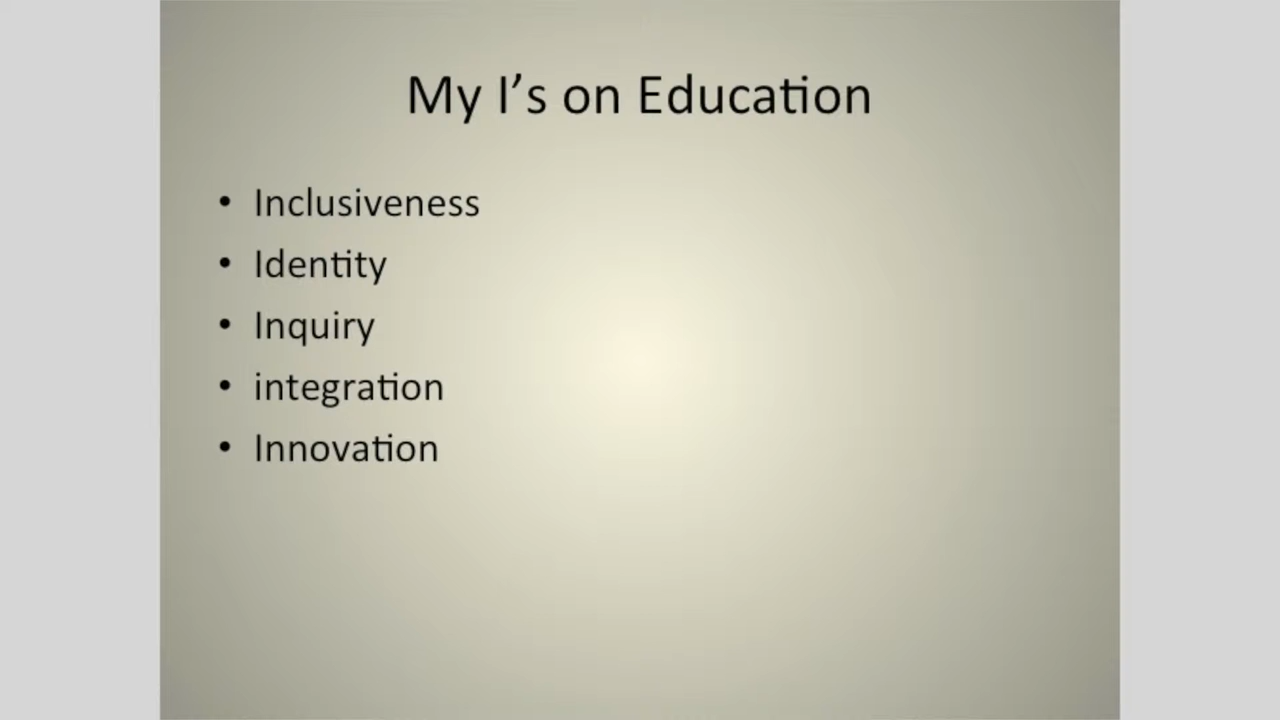 My I’s on Education
• Inclusiveness
• Identity
• Inquiry
• integration
• Innovation